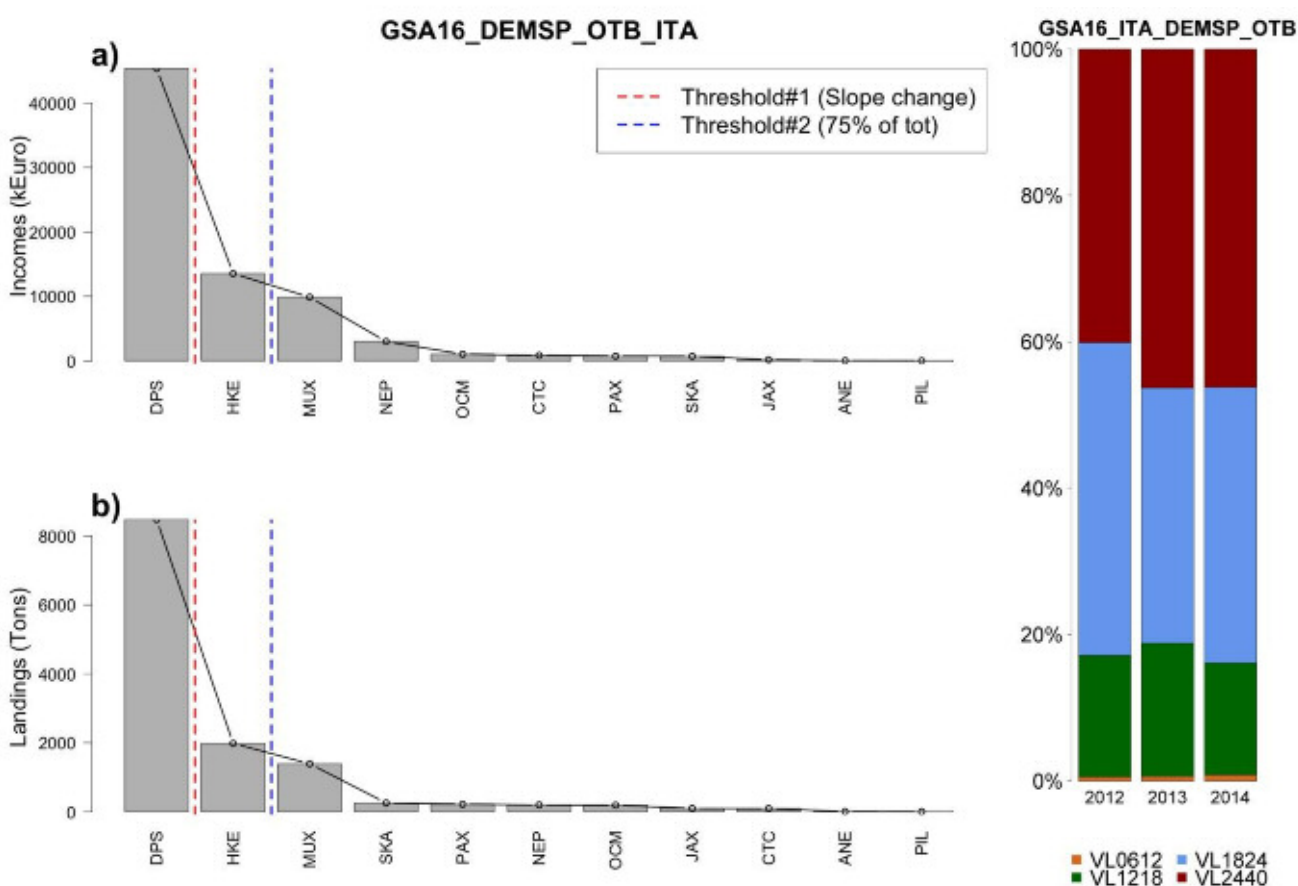 GSA16_DEMSP_OTB_ITA
a)
Threshold#1 (Slope change)
Threshold#2 (75% of tot)
Incomes (kEuro)
40000
30000
20000
10000
0
DPS HKE MUX NEP OCM CTC PAX SKA JAX ANE PIL
b)
Landings (Tons)
8000
6000
4000
2000
0
DPS HKE MUX SKA PAX NEP OCM JAX CTC ANE PIL
GSA16_ITA_DEMSP_OTB
100%
80%
60%
40%
20%
0%
2012 2013 2014
VL0612 VL1824
VL1218 VL2440